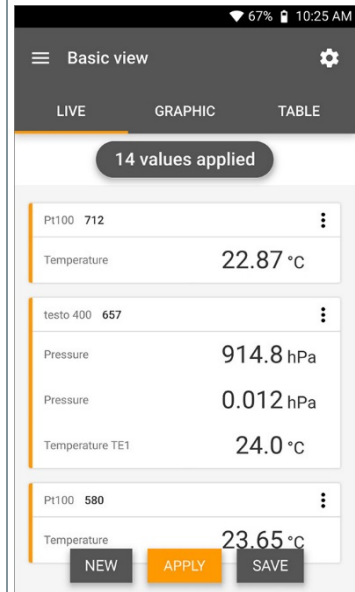 67% 10:25 AM
Basic view
LIVE GRAPHIC TABLE
14 values applied
Pt100 712
Temperature 22.87 °C
testo 400 657
Pressure 914.8 hPa
Pressure 0.012 hPa
Temperature TE1 24.0 °C
Pt100 580
Temperature 23.65 °C
NEW APPLY SAVE